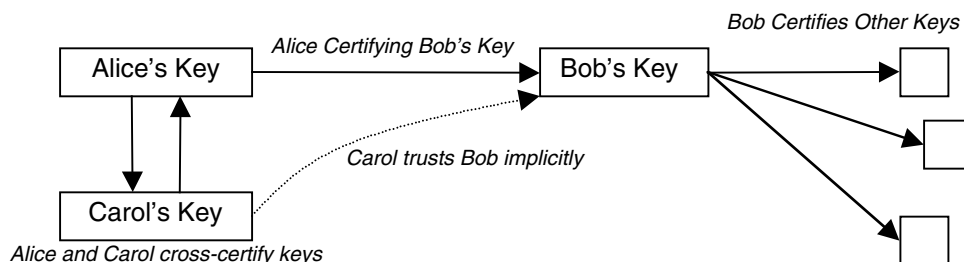 Bob Certifies Other Keys
Alice Certifying Bob's Key
Alice's Key
Bob's Key
Carol trusts Bob implicitly
Carol's Key
Alice and Carol cross-certify keys